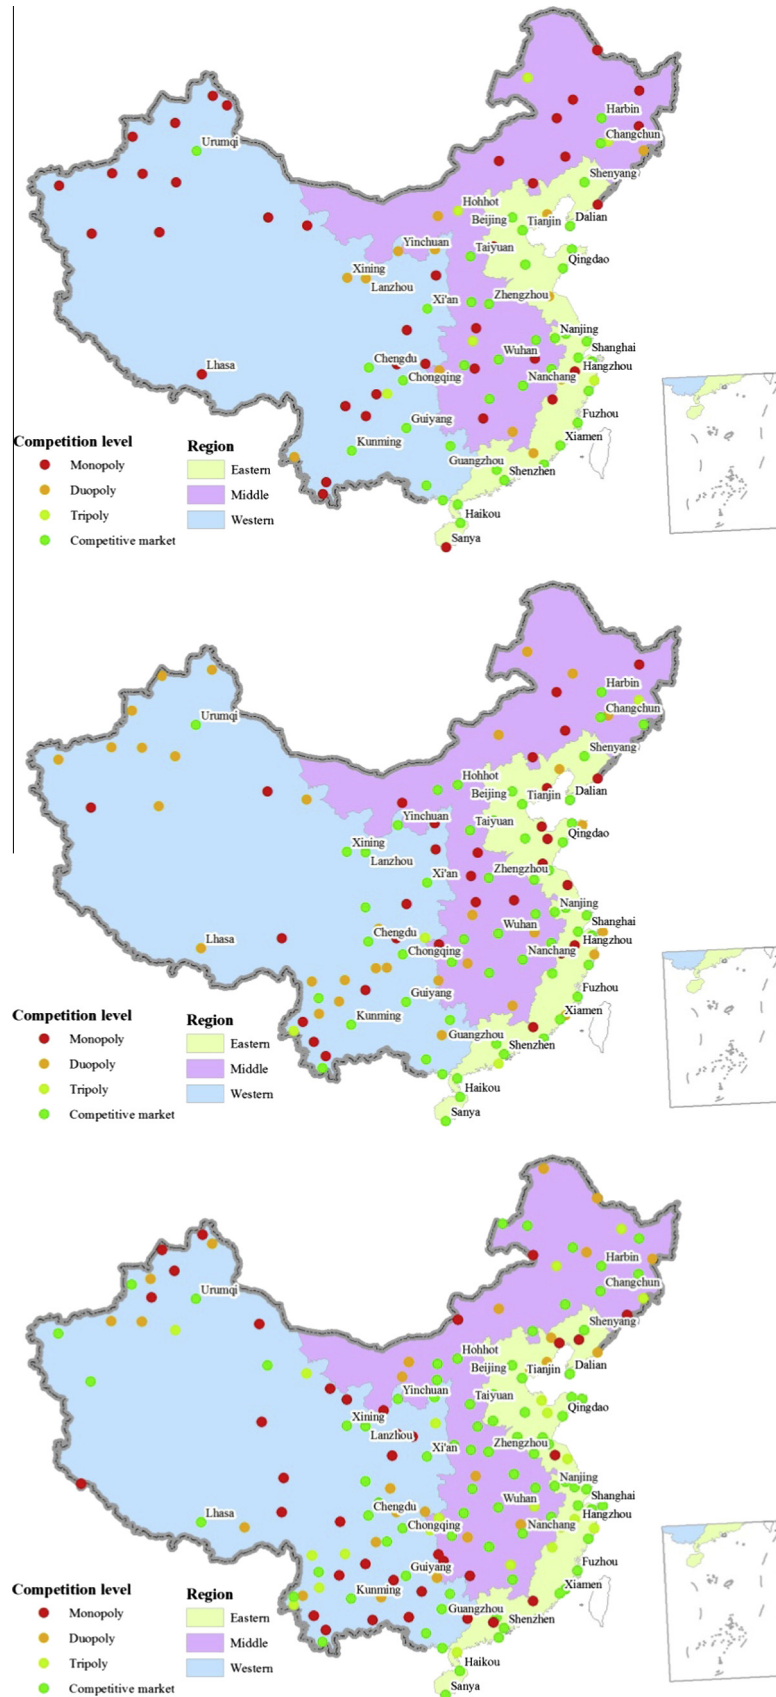 Harbin
Urumqi
Changchun
Shenyang
Hohhot
Beijing
Tianjin
Dalian
Yinchuan
Taiyuan
Qingdao
Xining
Lanzhou
Xi'an
Zhengzhou
Nanjing
Shanghai
Wuhan
Chengdu
Lhasa
Hangzhou
Chongqing
Nanchang
Guiyang
Fuzhou
Kunming
Xiamen
Guangzhou
Shenzhen
Haikou
Sanya
Competition level
Monopoly
Duopoly
Tripoly
Competitive market
Region
Eastern
Middle
Western
Harbin
Urumqi
Changchun
Shenyang
Hohhot
Beijing
Tianjin
Dalian
Yinchuan
Taiyuan
Qingdao
Xining
Lanzhou
Xi'an
Zhengzhou
Nanjing
Shanghai
Wuhan
Chengdu
Lhasa
Hangzhou
Chongqing
Nanchang
Guiyang
Fuzhou
Kunming
Xiamen
Guangzhou
Shenzhen
Haikou
Sanya
Competition level
Monopoly
Duopoly
Tripoly
Competitive market
Region
Eastern
Middle
Western
Harbin
Urumqi
Changchun
Shenyang
Hohhot
Beijing
Tianjin
Dalian
Yinchuan
Taiyuan
Qingdao
Xining
Lanzhou
Xi'an
Zhengzhou
Nanjing
Shanghai
Wuhan
Chengdu
Lhasa
Hangzhou
Chongqing
Nanchang
Guiyang
Fuzhou
Kunming
Xiamen
Guangzhou
Shenzhen
Haikou
Sanya
Competition level
Monopoly
Duopoly
Tripoly
Competitive market
Region
Eastern
Middle
Western